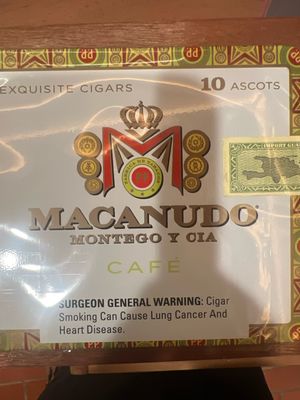 EXQUISITE CIGARS
10 ASCOTS
MACANUDO
MONTEGO Y CIA
CAFÉ
SURGEON GENERAL WARNING: Cigar
Smoking Can Cause Lung Cancer And
Heart Disease.